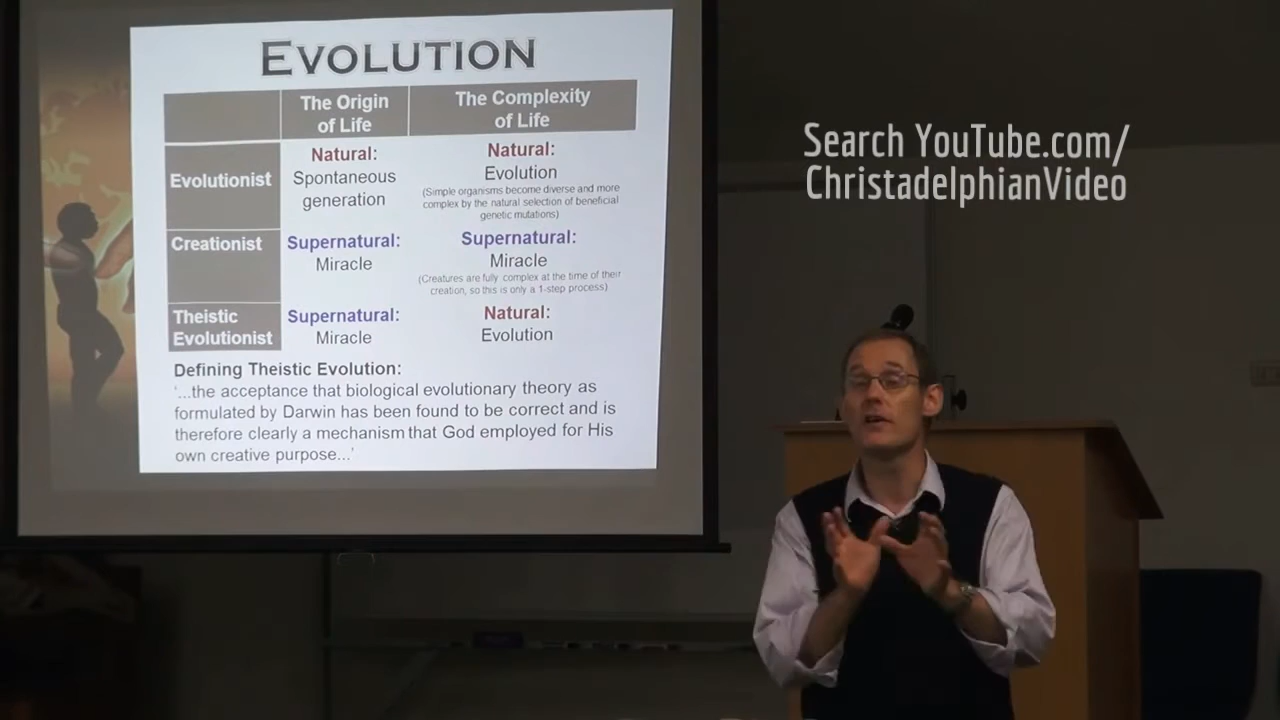 EVOLUTION
The Origin
of Life
The Complexity
of Life
Evolutionist
Natural:
Spontaneous
generation
Natural:
Evolution
(Simple organisms become diverse and more
complex by the natural selection of beneficial
genetic mutations)
Creationist
Supernatural:
Miracle
Supernatural:
Miracle
(Creatures are fully complex at the time of their
creation, so this is only a 1-step process)
Theistic
Evolutionist
Supernatural:
Miracle
Natural:
Evolution
Defining Theistic Evolution:
‘...the acceptance that biological evolutionary theory as
formulated by Darwin has been found to be correct and is
therefore clearly a mechanism that God employed for His
own creative purpose...’
Search YouTube.com/
ChristadelphianVideo